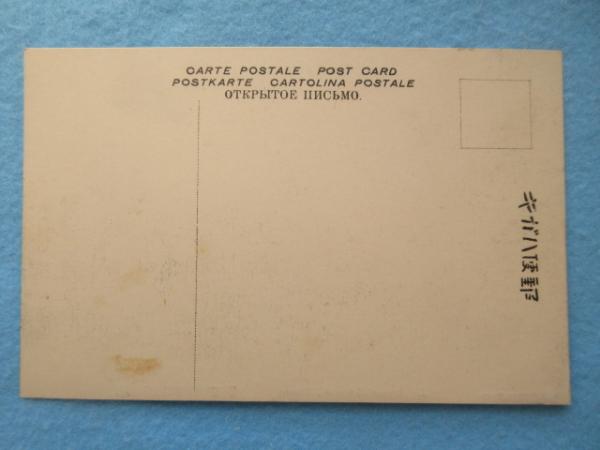 CARTE POSTALE POST CARD
POSTKARTE CARTOLINA POSTALE
ОТКРЫТОЕ ПИСЬМО.
郵便ハガキ